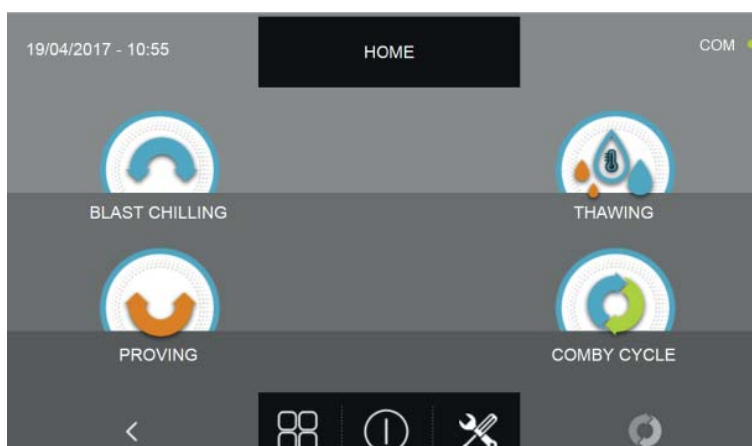 19/04/2017 - 10:55
HOME
COM
BLAST CHILLING
THAWING
PROVING
COMBY CYCLE